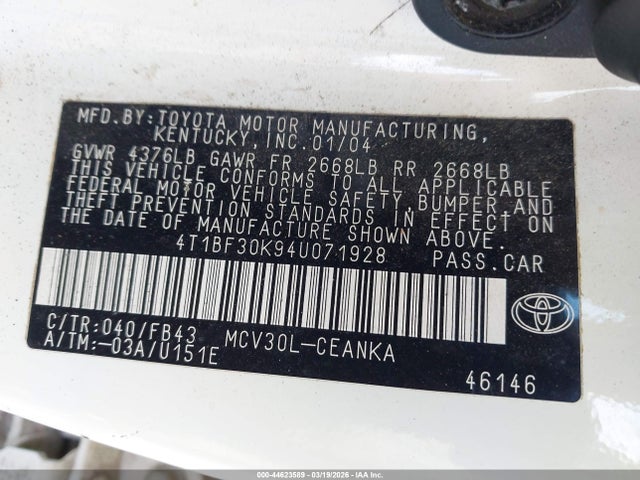 MFD.BY:TOYOTA MOTOR MANUFACTURING,
KENTUCKY, INC.01/04
GVWR 4376LB GAWR FR 2668LB RR 2668LB
THIS VEHICLE CONFORMS TO ALL APPLICABLE
FEDERAL MOTOR VEHICLE SAFETY,BUMPER,AND
THEFT PREVENTION STANDARDS IN EFFECT ON
THE DATE OF MANUFACTURE SHOWN ABOVE.
4T1BF30K94U071928 PASS.CAR
C/TR:040/FB43 MCV30L-CEANKA
A/TM:-03A/U151E
46146
000-44623589 03/19/2026 IAA Inc.